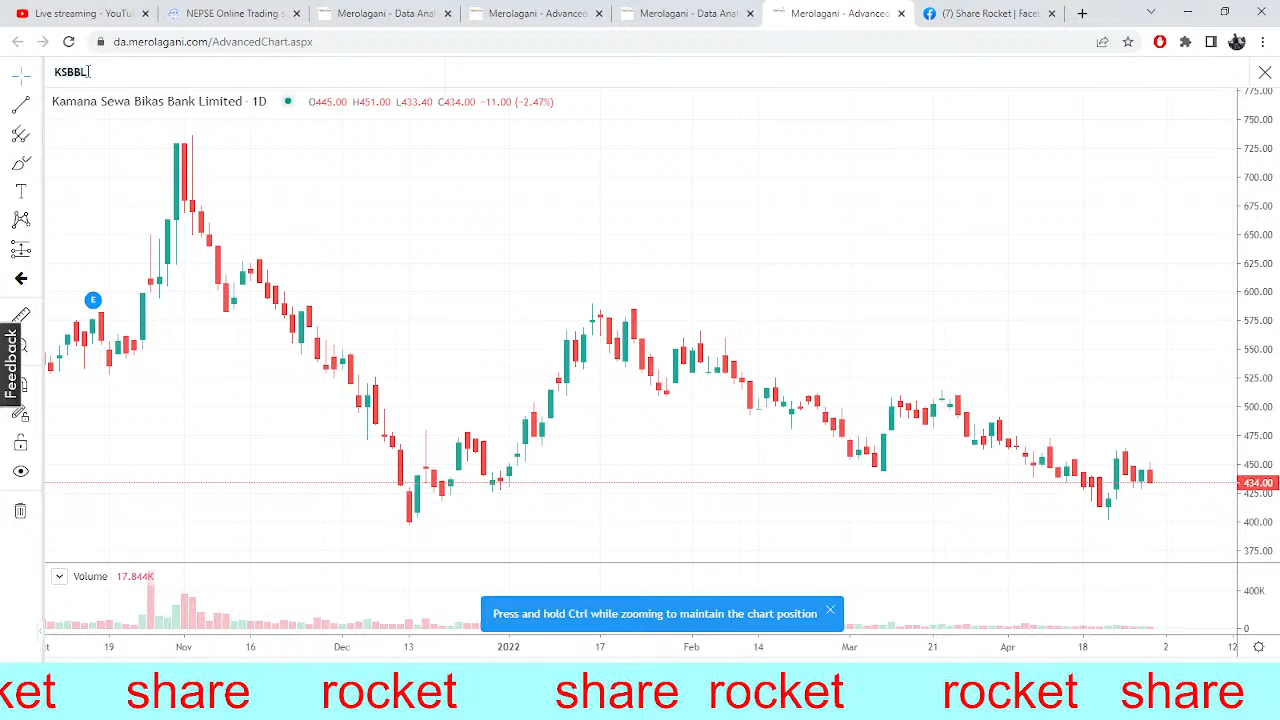 Live streaming - YouTu
NEPSE Online Trading s
Merolagani - Data Anal
Merolagani - Advanced
Merolagani - Data Anal
Merolagani - Advanced
(7) Share Rocket | Face
da.merolagani.com/AdvancedChart.aspx
KSBBL
Kamana Sewa Bikas Bank Limited · 1D O445.00 H451.00 L433.40 C434.00 −11.00 (−2.47%)
775.00
750.00
725.00
700.00
675.00
650.00
625.00
E
600.00
575.00
Feedback
550.00
525.00
500.00
475.00
450.00
434.00
425.00
400.00
375.00
Volume 17.844K
400K
Press and hold Ctrl while zooming to maintain the chart position
0
19 Nov 16 Dec 13 2022 17 Feb 14 Mar 21 Apr 18 2 12
ket share rocket share rocket rocket share